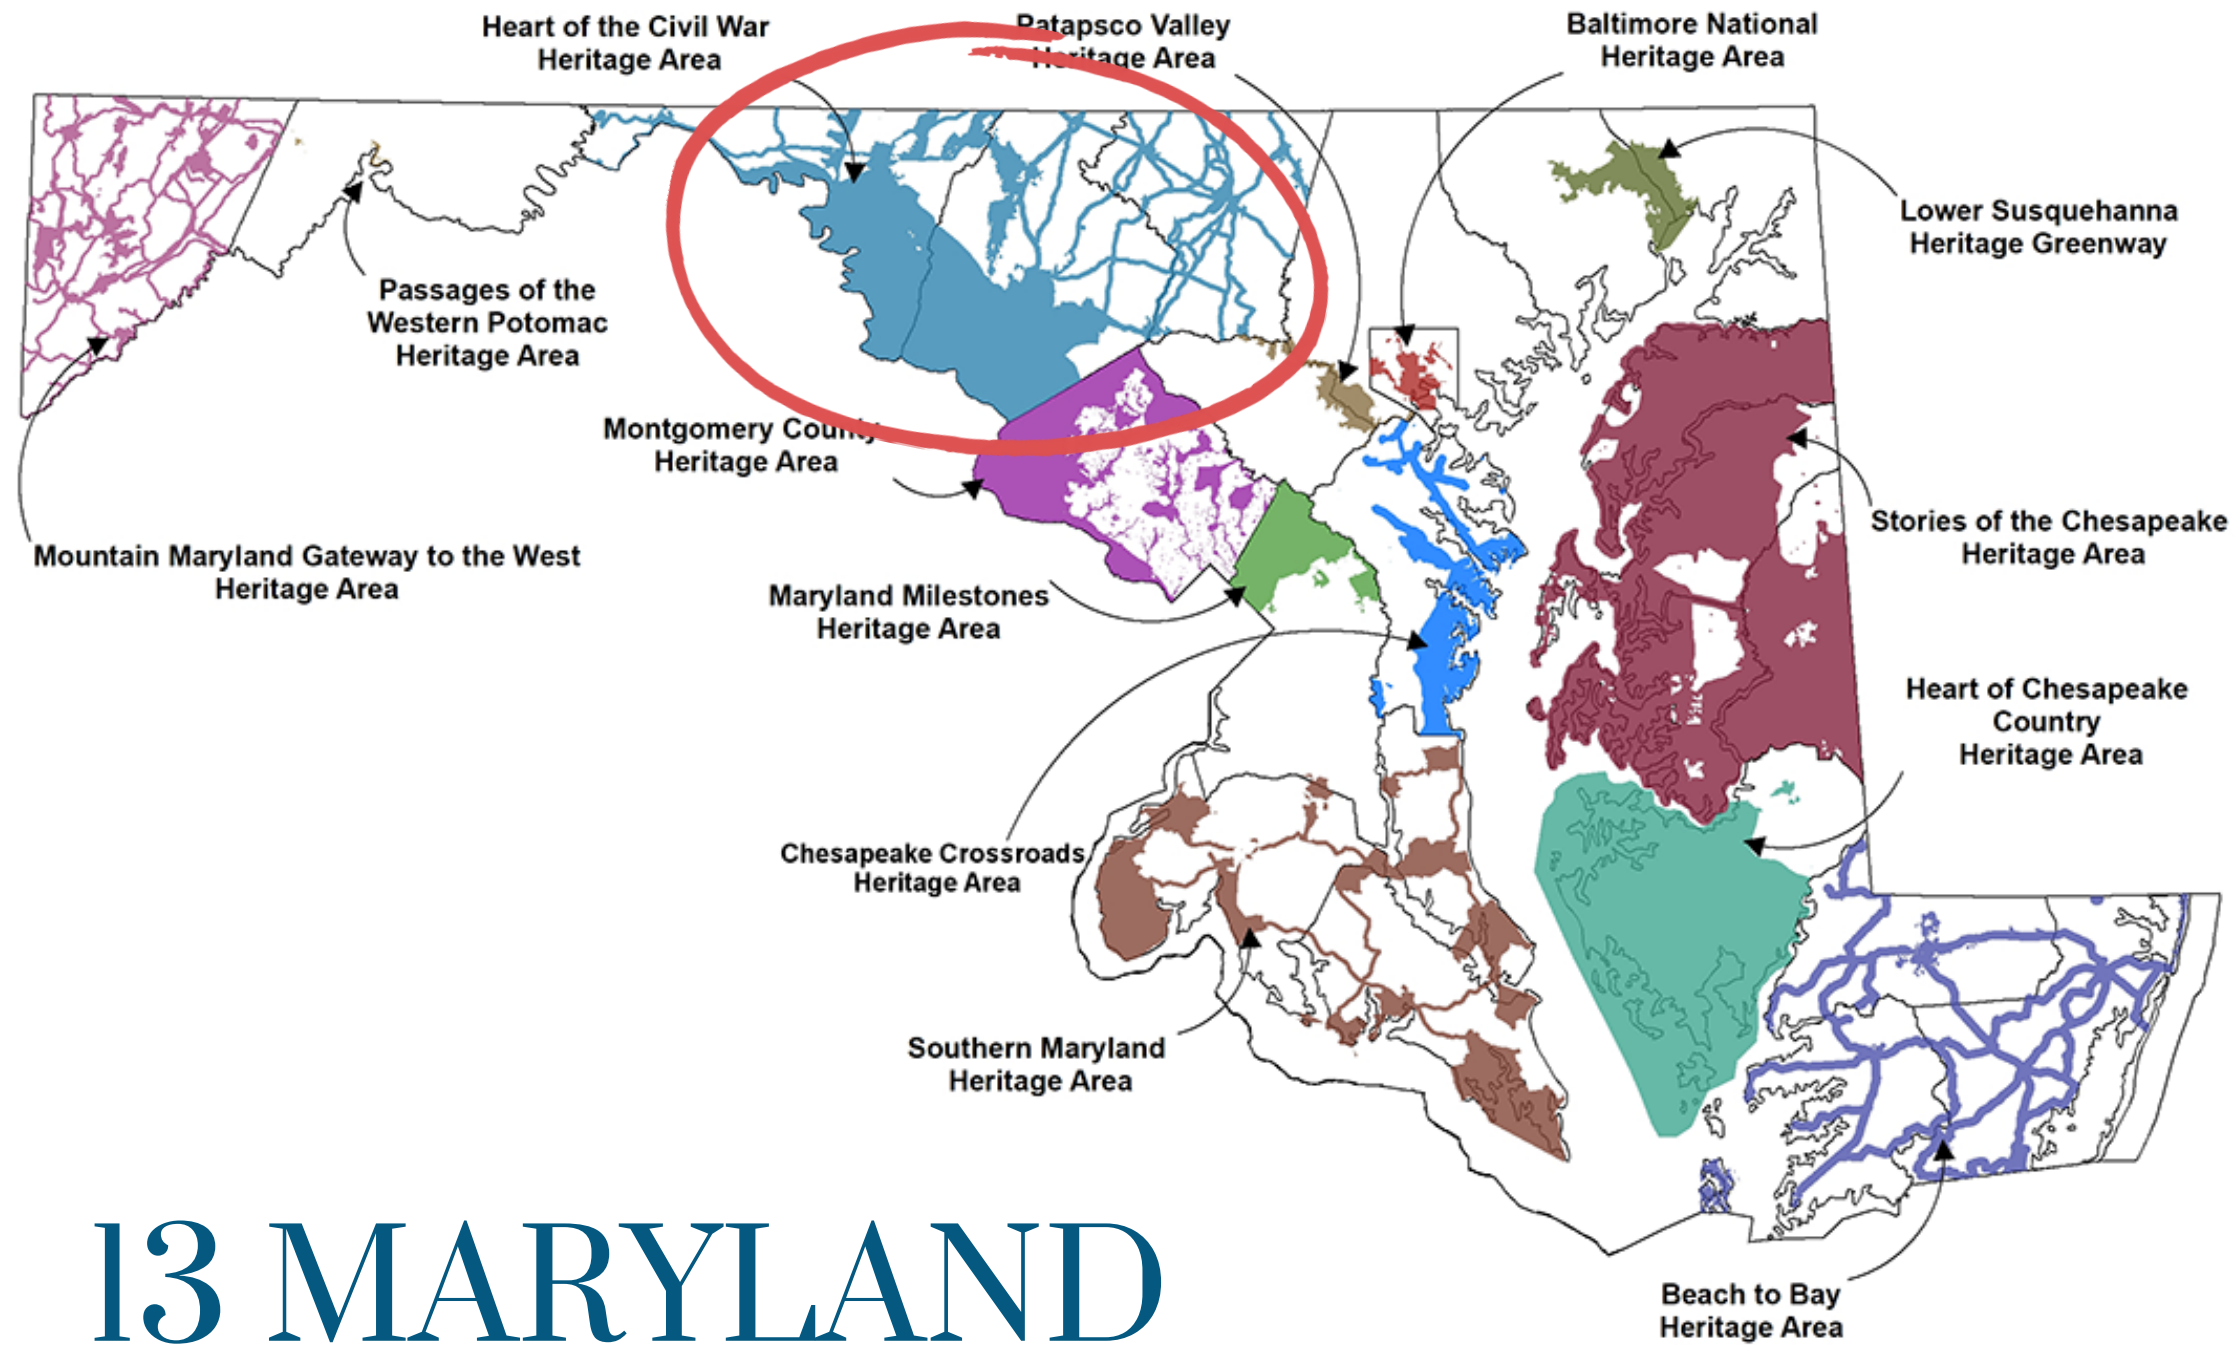 Heart of the Civil War
Heritage Area
Patapsco Valley
Heritage Area
Baltimore National
Heritage Area
Lower Susquehanna
Heritage Greenway
Passages of the
Western Potomac
Heritage Area
Montgomery County
Heritage Area
Mountain Maryland Gateway to the West
Heritage Area
Maryland Milestones
Heritage Area
Stories of the Chesapeake
Heritage Area
Heart of Chesapeake
Country
Heritage Area
Chesapeake Crossroads
Heritage Area
Southern Maryland
Heritage Area
Beach to Bay
Heritage Area
13 MARYLAND